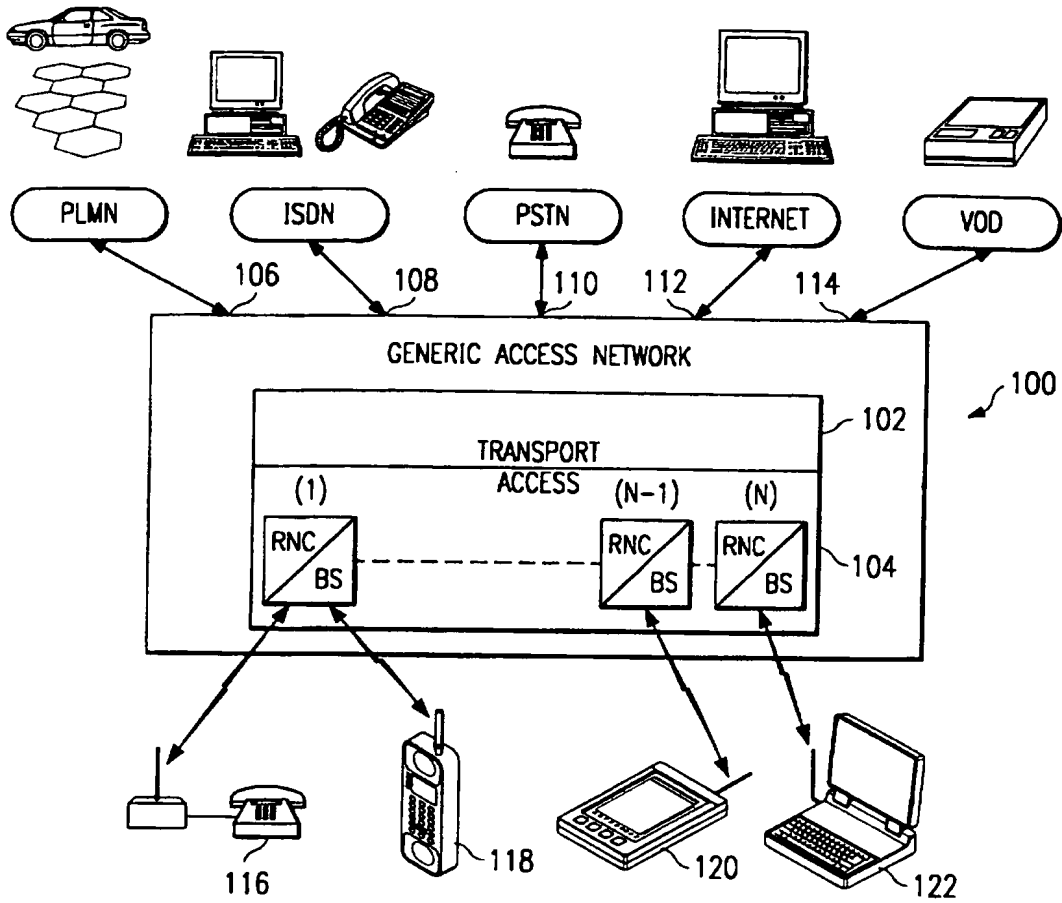 PLMN
ISDN
PSTN
INTERNET
VOD
106
108
110
112
114
GENERIC ACCESS NETWORK
100
102
TRANSPORT
ACCESS
(1)
(N-1)
(N)
RNC
BS
RNC
BS
RNC
BS
104
116
118
120
122